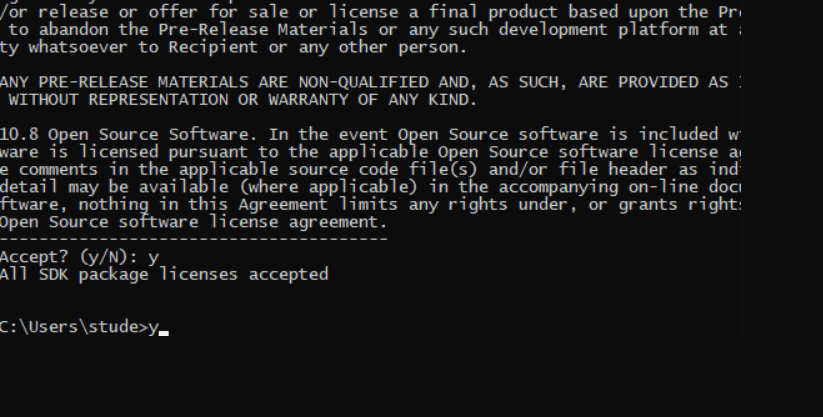 /or release or offer for sale or license a final product based upon the Pr
to abandon the Pre-Release Materials or any such development platform at
ty whatsoever to Recipient or any other person.
ANY PRE-RELEASE MATERIALS ARE NON-QUALIFIED AND, AS SUCH, ARE PROVIDED AS
WITHOUT REPRESENTATION OR WARRANTY OF ANY KIND.
10.8 Open Source Software. In the event Open Source software is included w
ware is licensed pursuant to the applicable Open Source software license a
e comments in the applicable source code file(s) and/or file header as ind
detail may be available (where applicable) in the accompanying on-line docu
ftware, nothing in this Agreement limits any rights under, or grants rights
Open Source software license agreement.
---------------------------------------
Accept? (y/N): y
All SDK package licenses accepted
C:\Users\stude>y